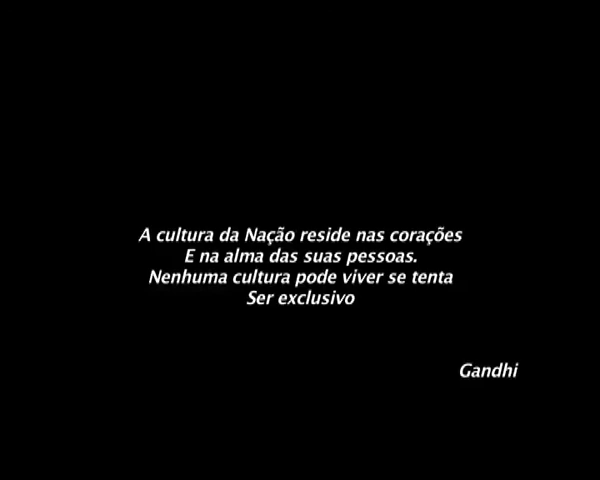 A cultura da Nação reside nas corações
E na alma das suas pessoas.
Nenhuma cultura pode viver se tenta
Ser exclusivo
Gandhi